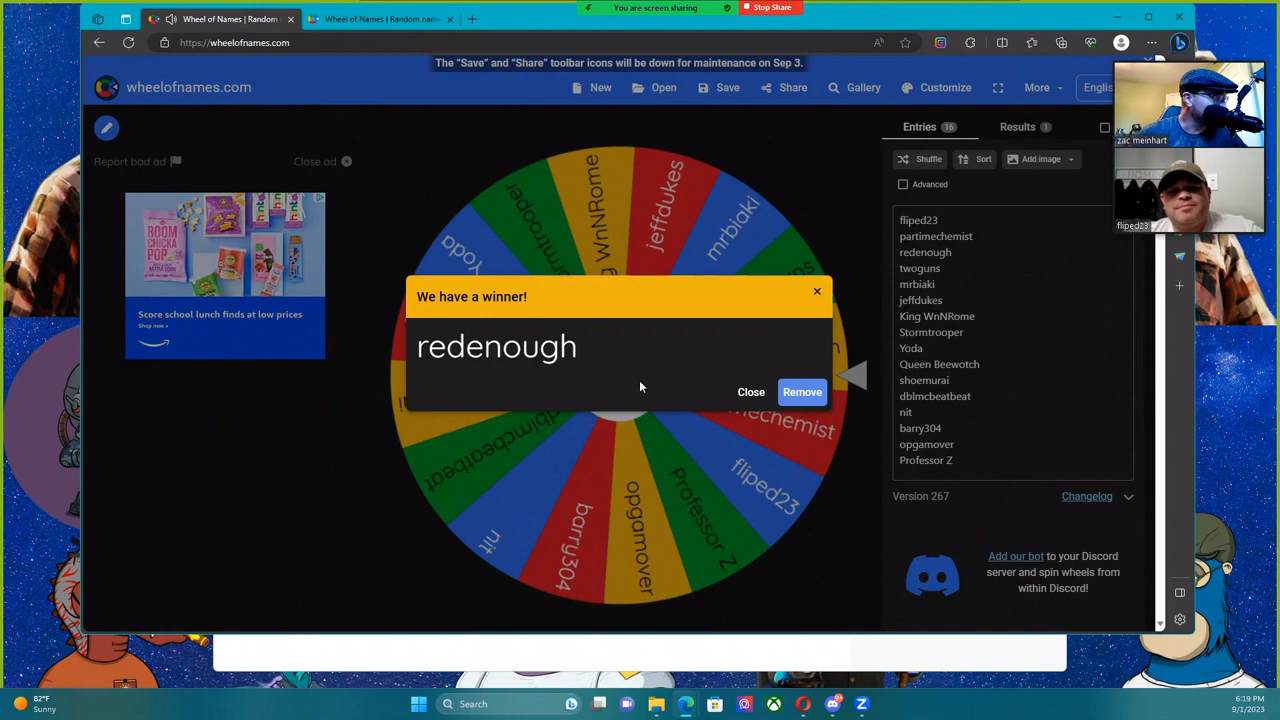 You are screen sharing
Stop Share
Wheel of Names | Random
Wheel of Names | Random name
https://wheelofnames.com
The “Save” and “Share” toolbar icons will be down for maintenance on Sep 3.
wheelofnames.com
New
Open
Save
Share
Gallery
Customize
More
Engli
zac meinhart
fliped23
Report bad ad
Close ad
BOOM CHICKA POP
Score school lunch finds at low prices
Shop now »
Entries 16
Results 1
Shuffle
Sort
Add image
Advanced
fliped23
partimechemist
redenough
twoguns
mrbiaki
jeffdukes
King WnNRome
Stormtrooper
Yoda
Queen Beewotch
shoemurai
dblmcbeatbeat
nit
barry304
opgamover
Professor Z
Version 267
Changelog
Add our bot to your Discord
server and spin wheels from
within Discord!
We have a winner!
redenough
Close
Remove
Yoda
ormtrooper
g WnNRome
jeffdukes
mrbiaki
mechemist
fliped23
Professor Z
opgamover
barry304
nit
dblmcbeatbeat
82°F
Sunny
Search
6:19 PM
9/1/2023